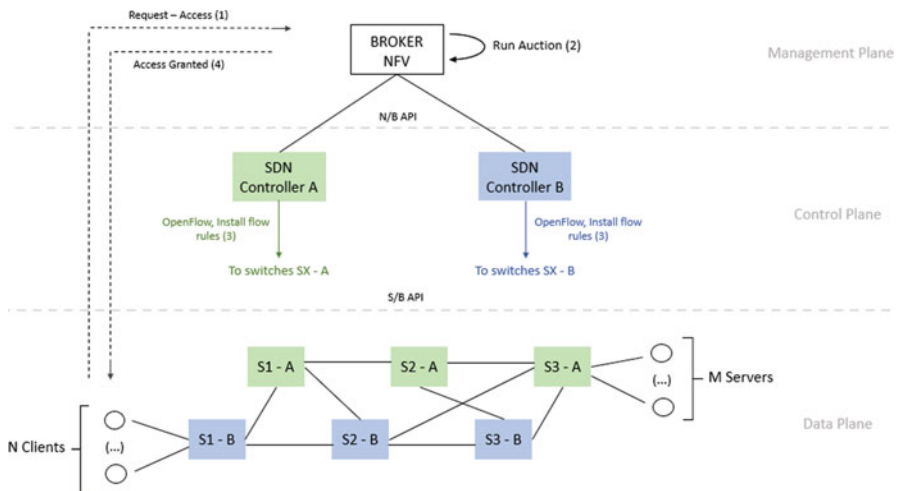 Request – Access (1)
Access Granted (4)
BROKER
NFV
Run Auction (2)
Management Plane
N/B API
SDN
Controller A
SDN
Controller B
OpenFlow, Install flow
rules (3)
OpenFlow, Install flow
rules (3)
Control Plane
To switches SX - A
To switches SX - B
S/B API
S1 - A
S2 - A
S3 - A
(...)
M Servers
N Clients
(...)
S1 - B
S2 - B
S3 - B
Data Plane